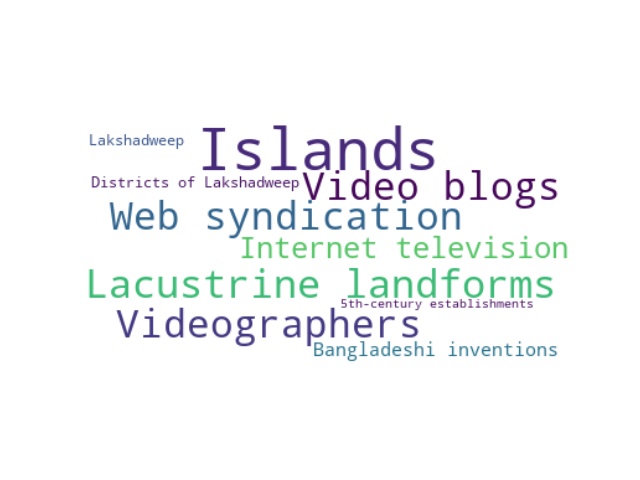 Lakshadweep
Islands
Districts of Lakshadweep
Video blogs
Web syndication
Internet television
Lacustrine landforms
5th-century establishments
Videographers
Bangladeshi inventions